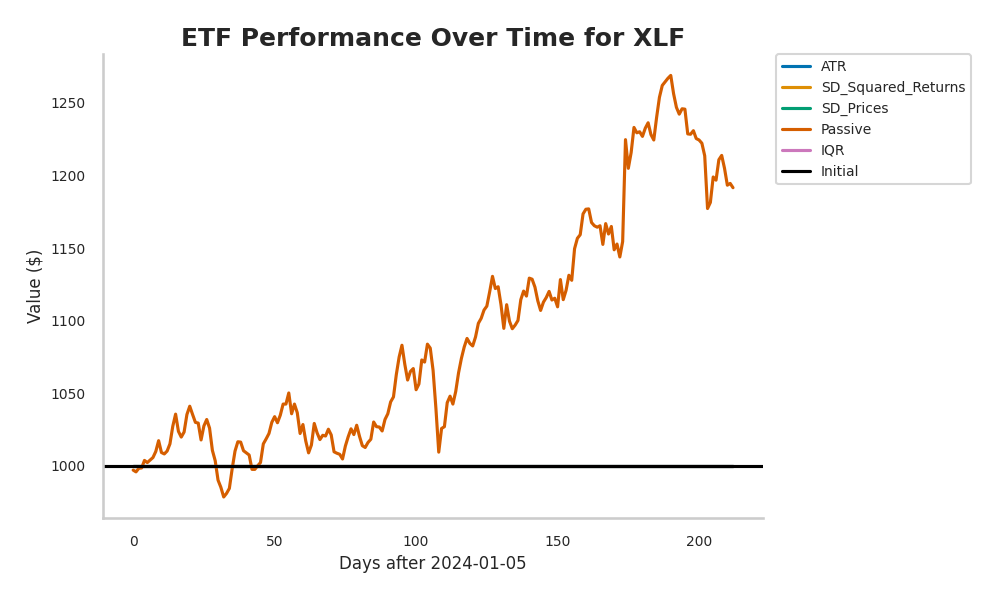 ETF Performance Over Time for XLF
ATR
SD_Squared_Returns
SD_Prices
Passive
IQR
Initial
Value ($)
1250
1200
1150
1100
1050
1000
0 50 100 150 200
Days after 2024-01-05